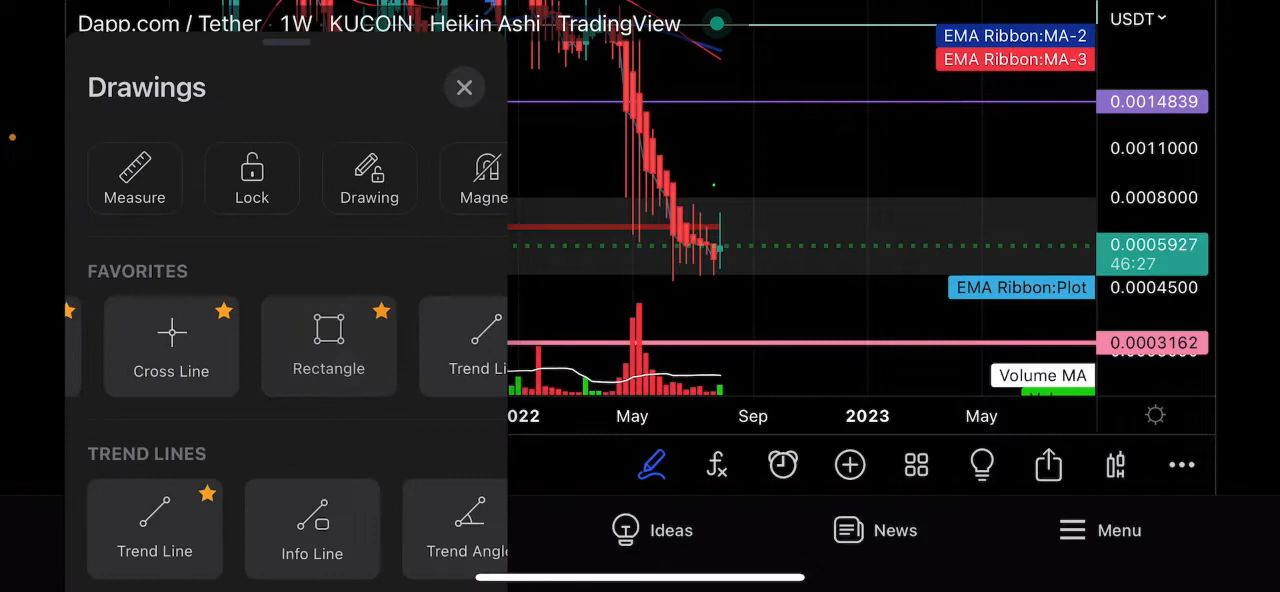 Dapp.com / Tether · 1W · KUCOIN Heikin Ashi TradingView
USDT
EMA Ribbon:MA-2
EMA Ribbon:MA-3
Drawings
0.0014839
0.0011000
Measure
Lock
Drawing
Magne
0.0008000
0.0005927
46:27
FAVORITES
EMA Ribbon:Plot
0.0004500
Cross Line
Rectangle
Trend Li
0.0003162
Volume MA
2022
May
Sep
2023
May
TREND LINES
Trend Line
Info Line
Trend Angle
Ideas
News
Menu